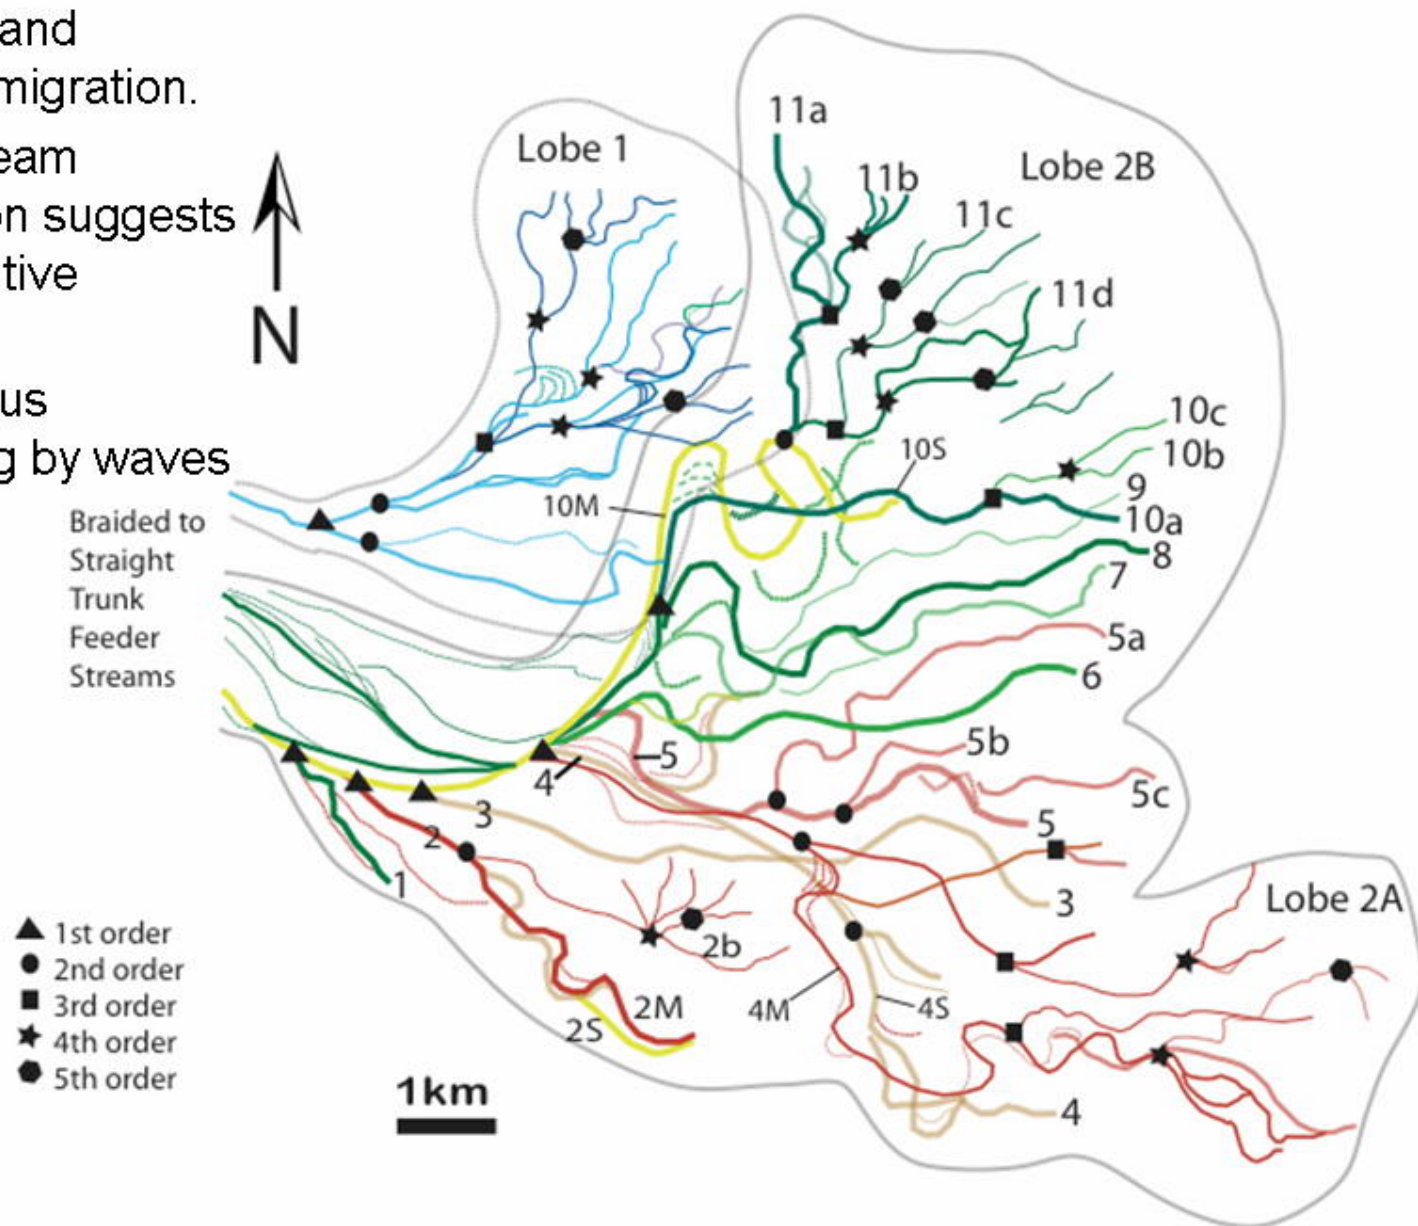 and
migration.
eam
on suggests
tive
us
g by waves
N
Braided to
Straight
Trunk
Feeder
Streams
Lobe 1
Lobe 2B
11a
11b
11c
11d
10c
10b
9
10a
8
7
5a
6
5b
5c
5
3
Lobe 2A
10S
10M
5
4
3
2
1
2b
2M
2S
4M
4S
4
1st order
2nd order
3rd order
4th order
5th order
1km